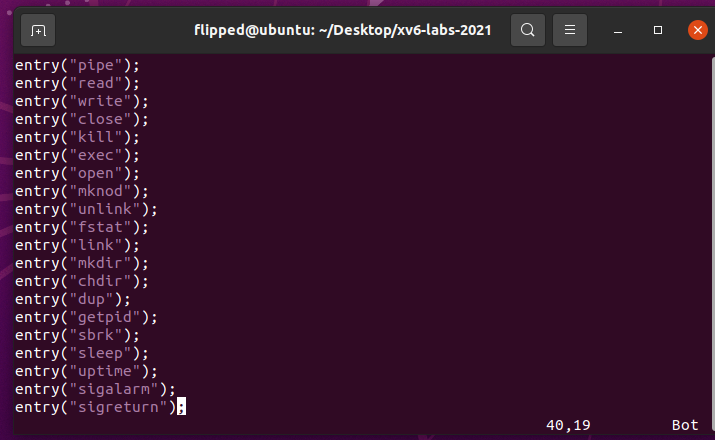 flipped@ubuntu: ~/Desktop/xv6-labs-2021
entry("pipe");
entry("read");
entry("write");
entry("close");
entry("kill");
entry("exec");
entry("open");
entry("mknod");
entry("unlink");
entry("fstat");
entry("link");
entry("mkdir");
entry("chdir");
entry("dup");
entry("getpid");
entry("sbrk");
entry("sleep");
entry("uptime");
entry("sigalarm");
entry("sigreturn");
40,19 Bot